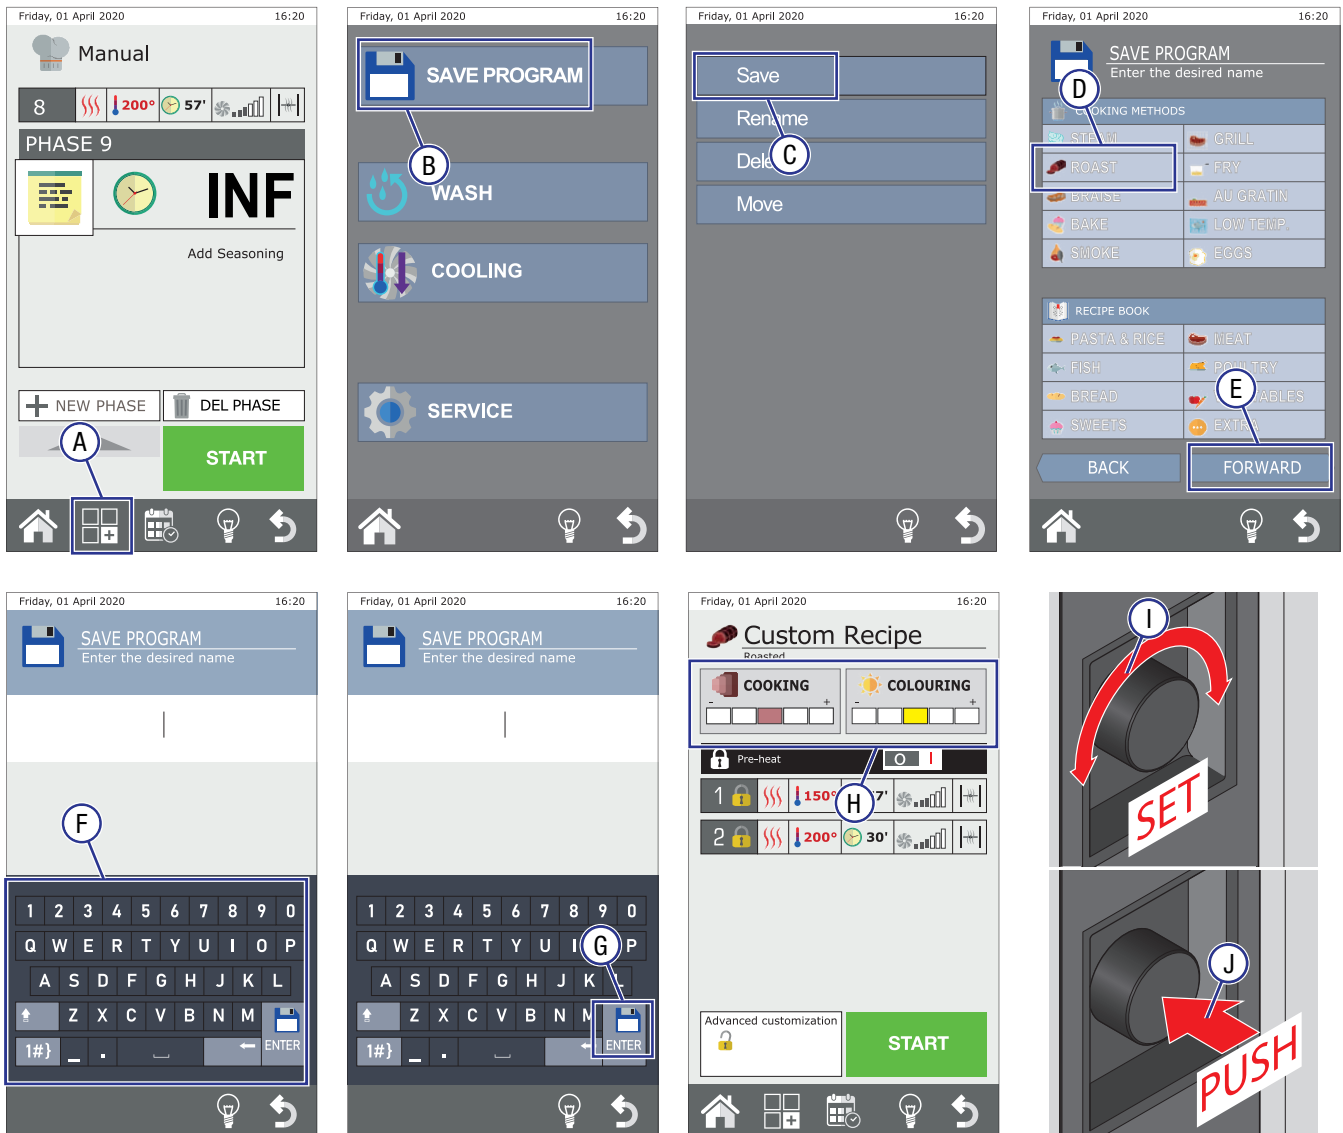 Friday, 01 April 2020 16:20
Manual
8 200° 57'
PHASE 9
INF
Add Seasoning
NEW PHASE DEL PHASE
A
START
Friday, 01 April 2020 16:20
SAVE PROGRAM
B
WASH
COOLING
SERVICE
Friday, 01 April 2020 16:20
Save
Rename
C
Move
Friday, 01 April 2020 16:20
SAVE PROGRAM
Enter the desired name
D
COOKING METHODS
STEAM GRILL
ROAST FRY
BRAISE AU GRATIN
BAKE LOW TEMP.
SMOKE EGGS
RECIPE BOOK
PASTA & RICE MEAT
FISH POULTRY
E
BREAD
SWEETS EXTRA
BACK FORWARD
Friday, 01 April 2020 16:20
SAVE PROGRAM
Enter the desired name
F
1 2 3 4 5 6 7 8 9 0
Q W E R T Y U I O P
A S D F G H J K L
Z X C V B N M
1#} _ . ENTER
Friday, 01 April 2020 16:20
SAVE PROGRAM
Enter the desired name
1 2 3 4 5 6 7 8 9 0
Q W E R T Y U I G P
A S D F G H J K L
Z X C V B N M
1#} _ . ENTER
Friday, 01 April 2020 16:20
Custom Recipe
Roasted
COOKING COLOURING
- + - +
Pre-heat O I
H
1 150° 7'
2 200° 30'
Advanced customization
START
I
SET
J
PUSH